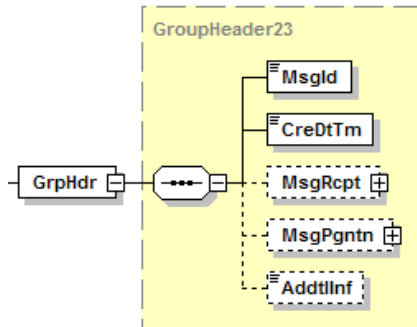 GroupHeader23
MsgId
CreDtTm
GrpHdr
MsgRcpt
MsgPgntn
AddtlInf